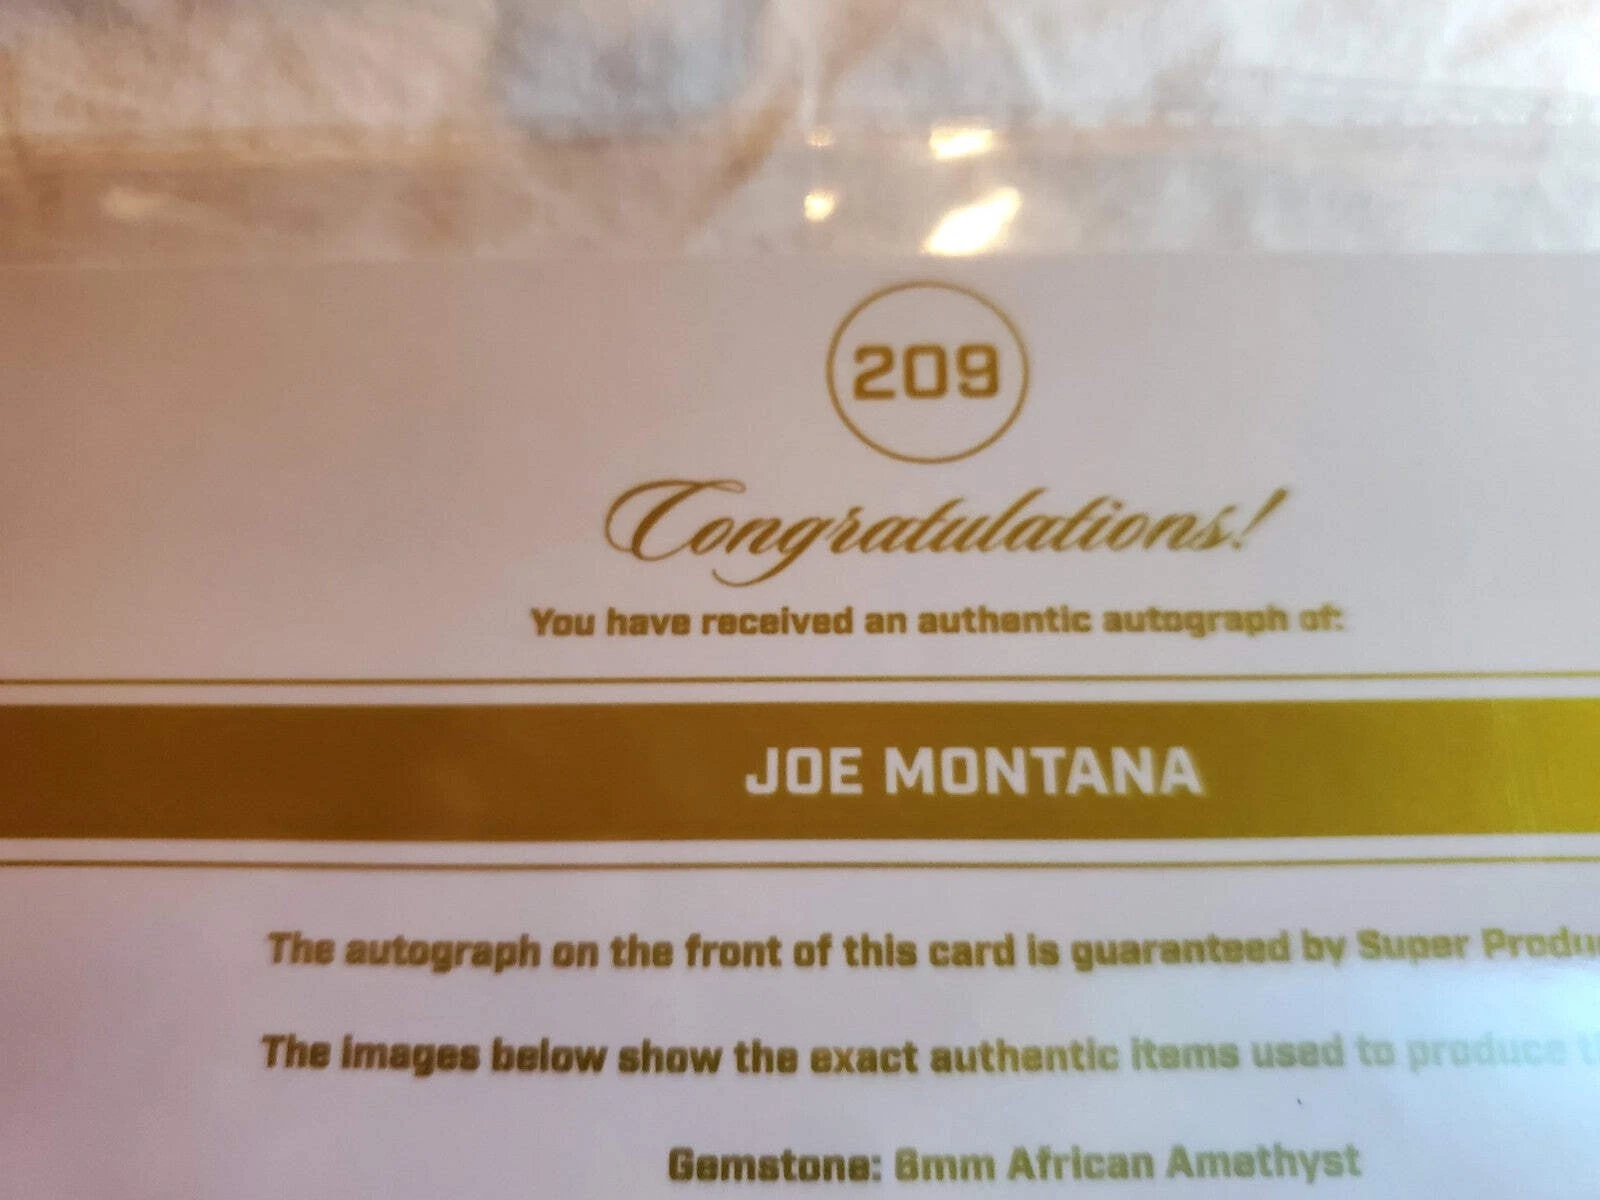 209
Congratulations!
You have received an authentic autograph of:
JOE MONTANA
The autograph on the front of this card is guaranteed by Super
The images below show the exact authentic items used to produce
Gemstone: 6mm African Amethyst